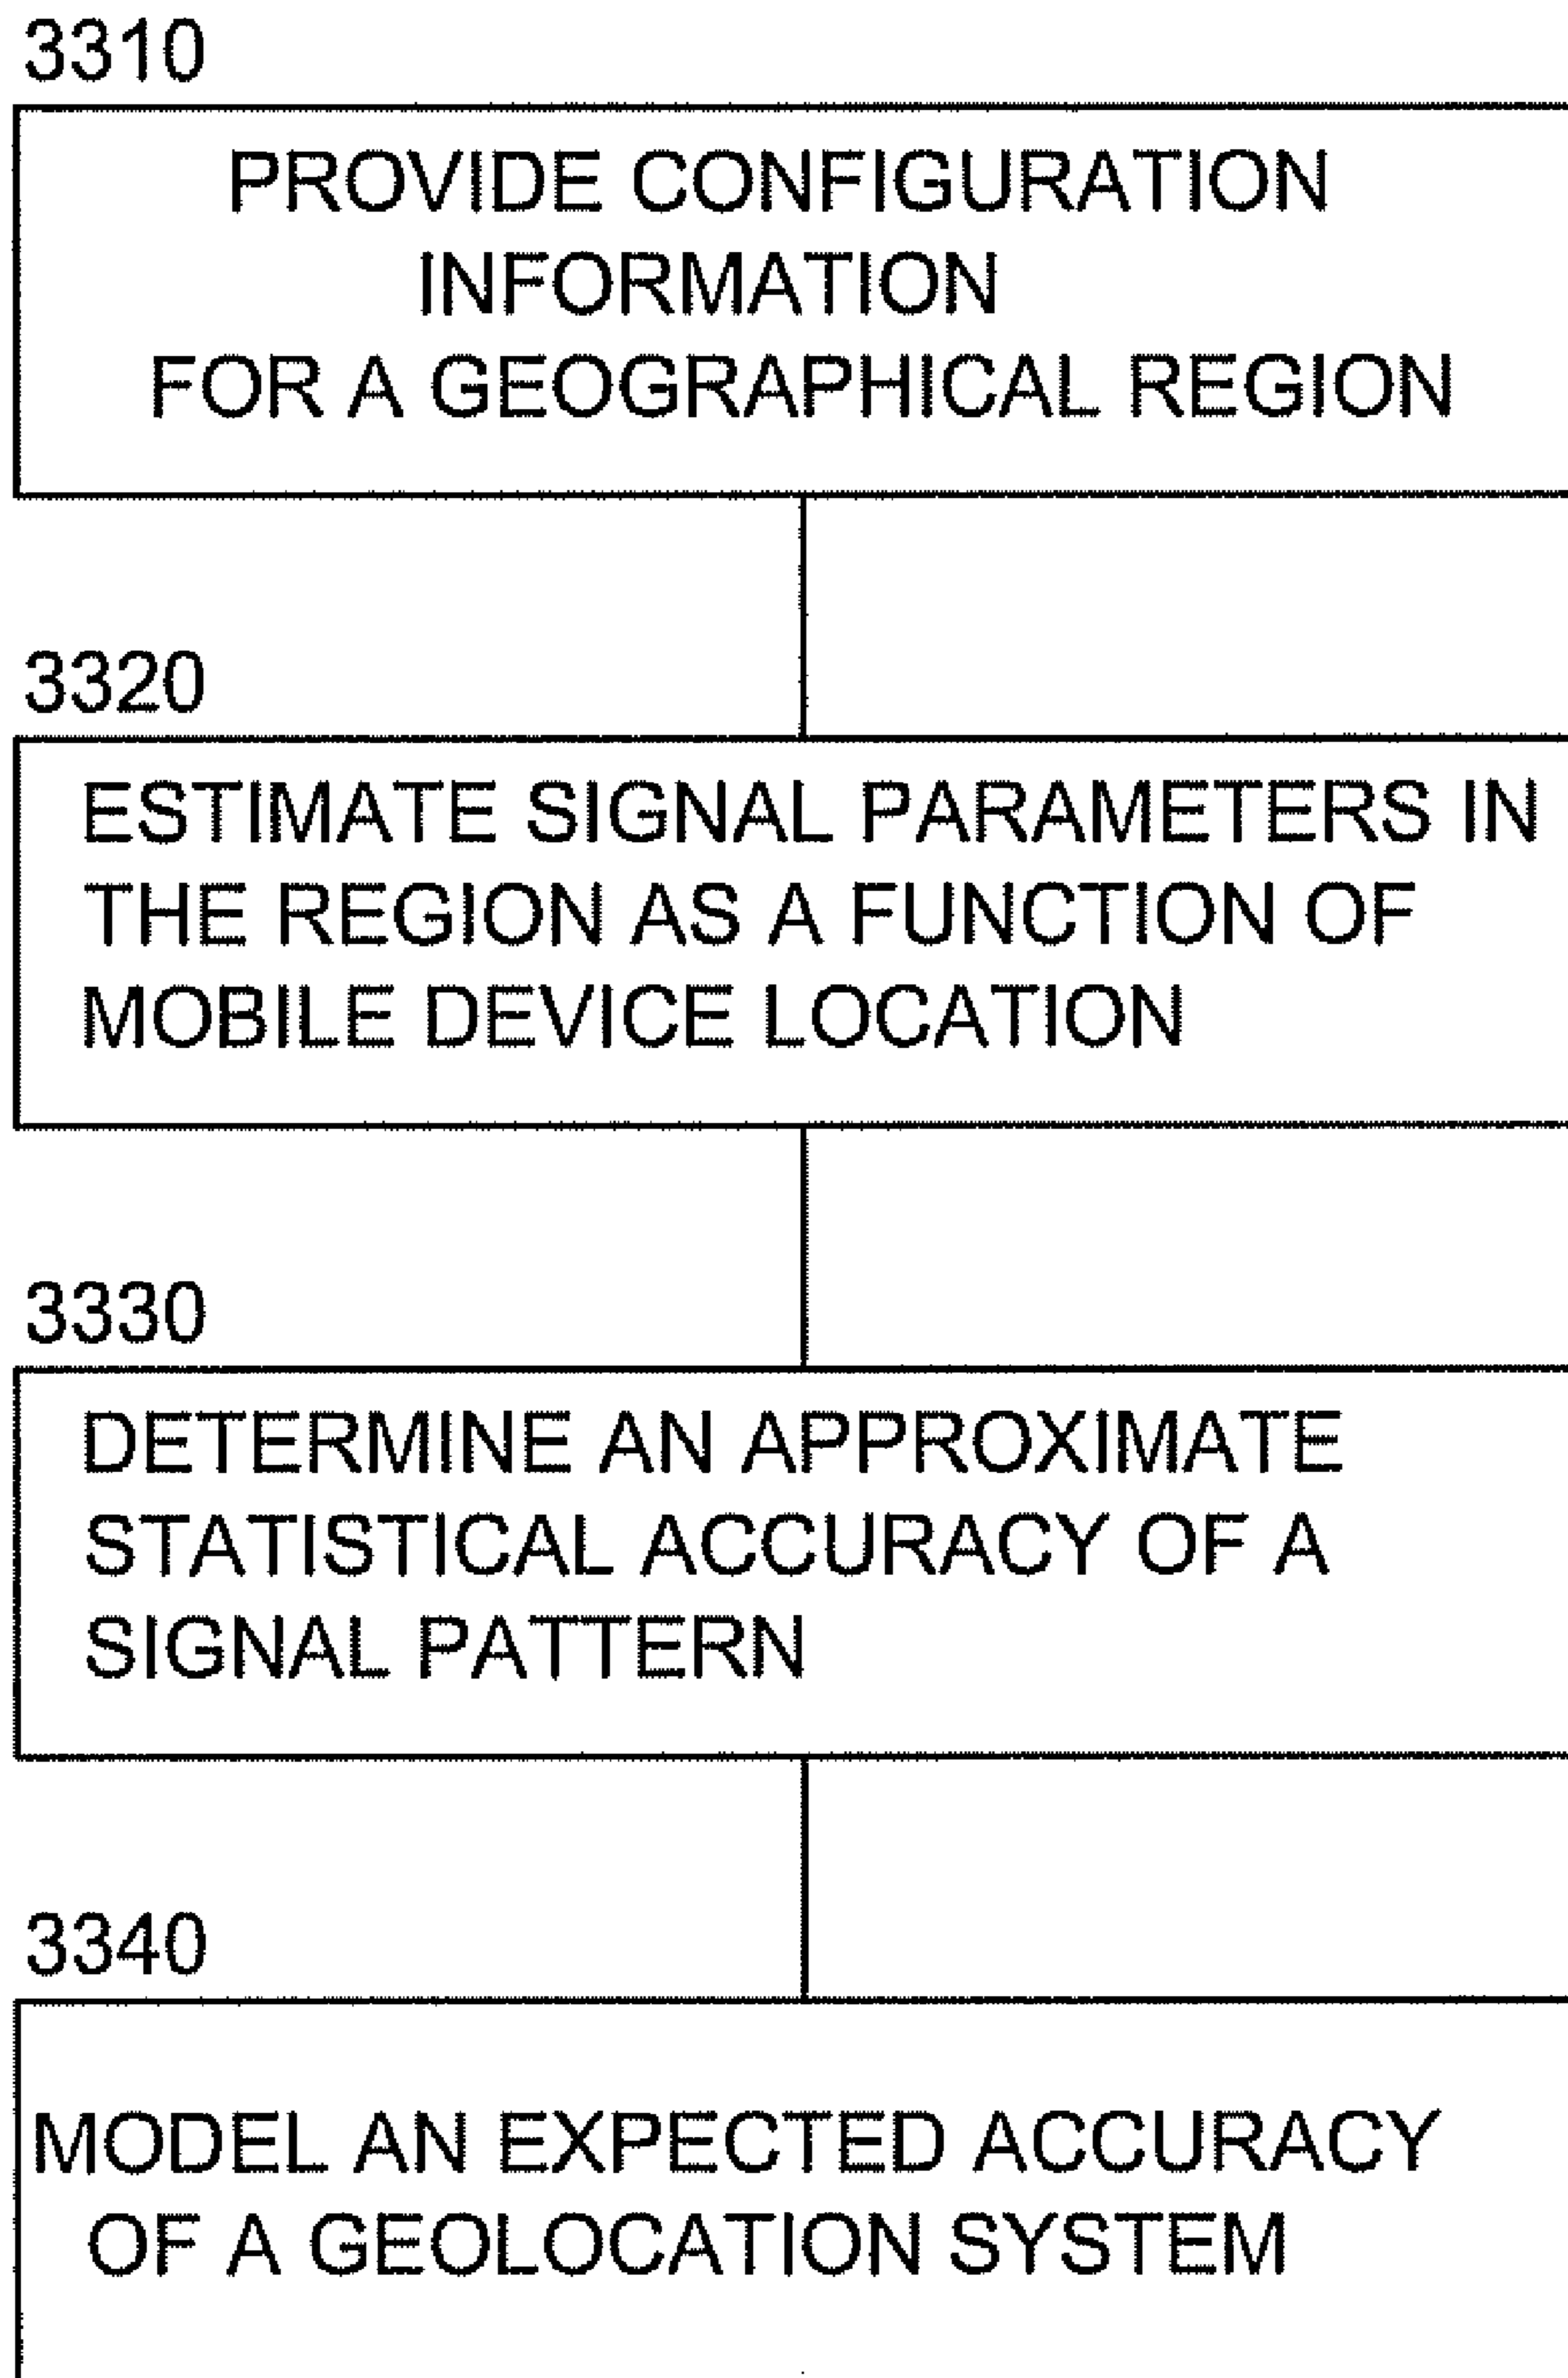 3310
PROVIDE CONFIGURATION
INFORMATION
FOR A GEOGRAPHICAL REGION
3320
ESTIMATE SIGNAL PARAMETERS IN
THE REGION AS A FUNCTION OF
MOBILE DEVICE LOCATION
3330
DETERMINE AN APPROXIMATE
STATISTICAL ACCURACY OF A
SIGNAL PATTERN
3340
MODEL AN EXPECTED ACCURACY
OF A GEOLOCATION SYSTEM